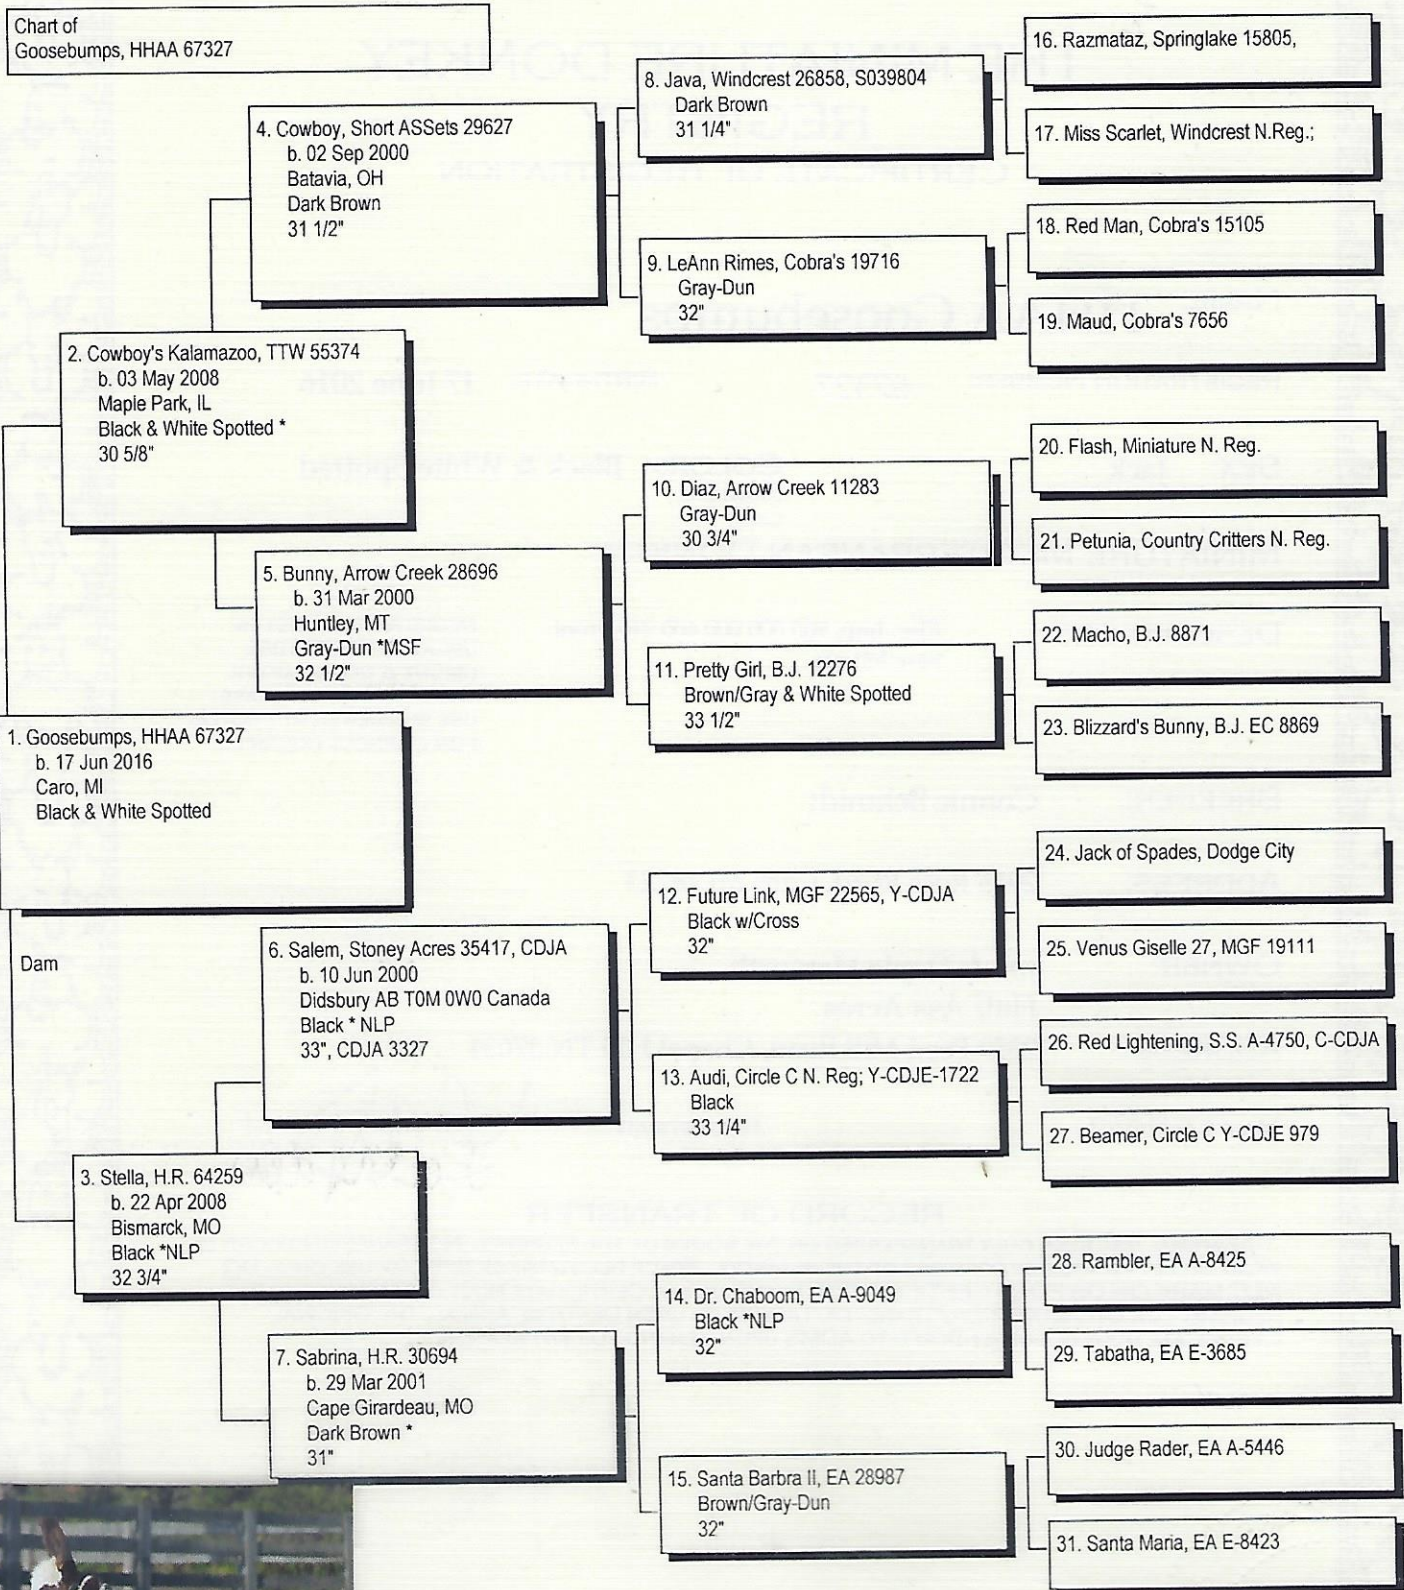 Chart of
Goosebumps, HHAA 67327
1. Goosebumps, HHAA 67327
b. 17 Jun 2016
Caro, MI
Black & White Spotted
Dam
2. Cowboy's Kalamazoo, TTW 55374
b. 03 May 2008
Maple Park, IL
Black & White Spotted *
30 5/8"
3. Stella, H.R. 64259
b. 22 Apr 2008
Bismarck, MO
Black *NLP
32 3/4"
4. Cowboy, Short ASSets 29627
b. 02 Sep 2000
Batavia, OH
Dark Brown
31 1/2"
5. Bunny, Arrow Creek 28696
b. 31 Mar 2000
Huntley, MT
Gray-Dun *MSF
32 1/2"
6. Salem, Stoney Acres 35417, CDJA
b. 10 Jun 2000
Didsbury AB T0M 0W0 Canada
Black * NLP
33", CDJA 3327
7. Sabrina, H.R. 30694
b. 29 Mar 2001
Cape Girardeau, MO
Dark Brown *
31"
8. Java, Windcrest 26858, S039804
Dark Brown
31 1/4"
9. LeAnn Rimes, Cobra's 19716
Gray-Dun
32"
10. Diaz, Arrow Creek 11283
Gray-Dun
30 3/4"
11. Pretty Girl, B.J. 12276
Brown/Gray & White Spotted
33 1/2"
12. Future Link, MGF 22565, Y-CDJA
Black w/Cross
32"
13. Audi, Circle C N. Reg; Y-CDJE-1722
Black
33 1/4"
14. Dr. Chaboom, EA A-9049
Black *NLP
32"
15. Santa Barbra II, EA 28987
Brown/Gray-Dun
32"
16. Razmataz, Springlake 15805,
17. Miss Scarlet, Windcrest N.Reg.;
18. Red Man, Cobra's 15105
19. Maud, Cobra's 7656
20. Flash, Miniature N. Reg.
21. Petunia, Country Critters N. Reg.
22. Macho, B.J. 8871
23. Blizzard's Bunny, B.J. EC 8869
24. Jack of Spades, Dodge City
25. Venus Giselle 27, MGF 19111
26. Red Lightening, S.S. A-4750, C-CDJA
27. Beamer, Circle C Y-CDJE 979
28. Rambler, EA A-8425
29. Tabatha, EA E-3685
30. Judge Rader, EA A-5446
31. Santa Maria, EA E-8423